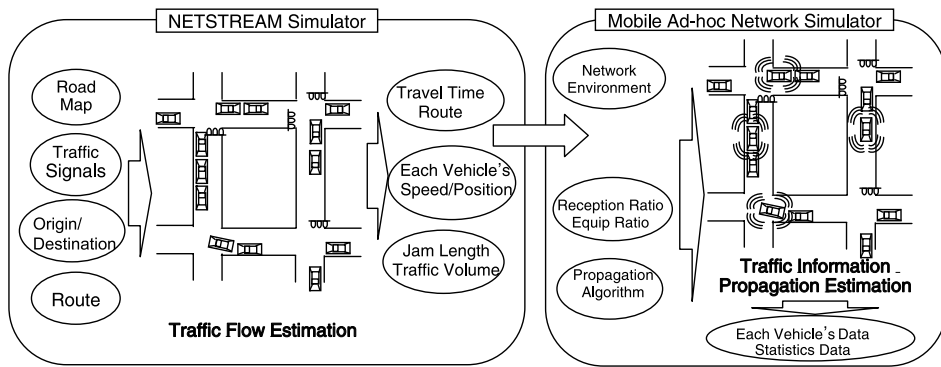 NETSTREAM Simulator
Road
Map
Traffic
Signals
Origin/
Destination
Route
Travel Time
Route
Each Vehicle's
Speed/Position
Jam Length
Traffic Volume
Traffic Flow Estimation
Mobile Ad-hoc Network Simulator
Network
Environment
Reception Ratio
Equip Ratio
Propagation
Algorithm
Traffic Information
Propagation Estimation
Each Vehicle's Data
Statistics Data